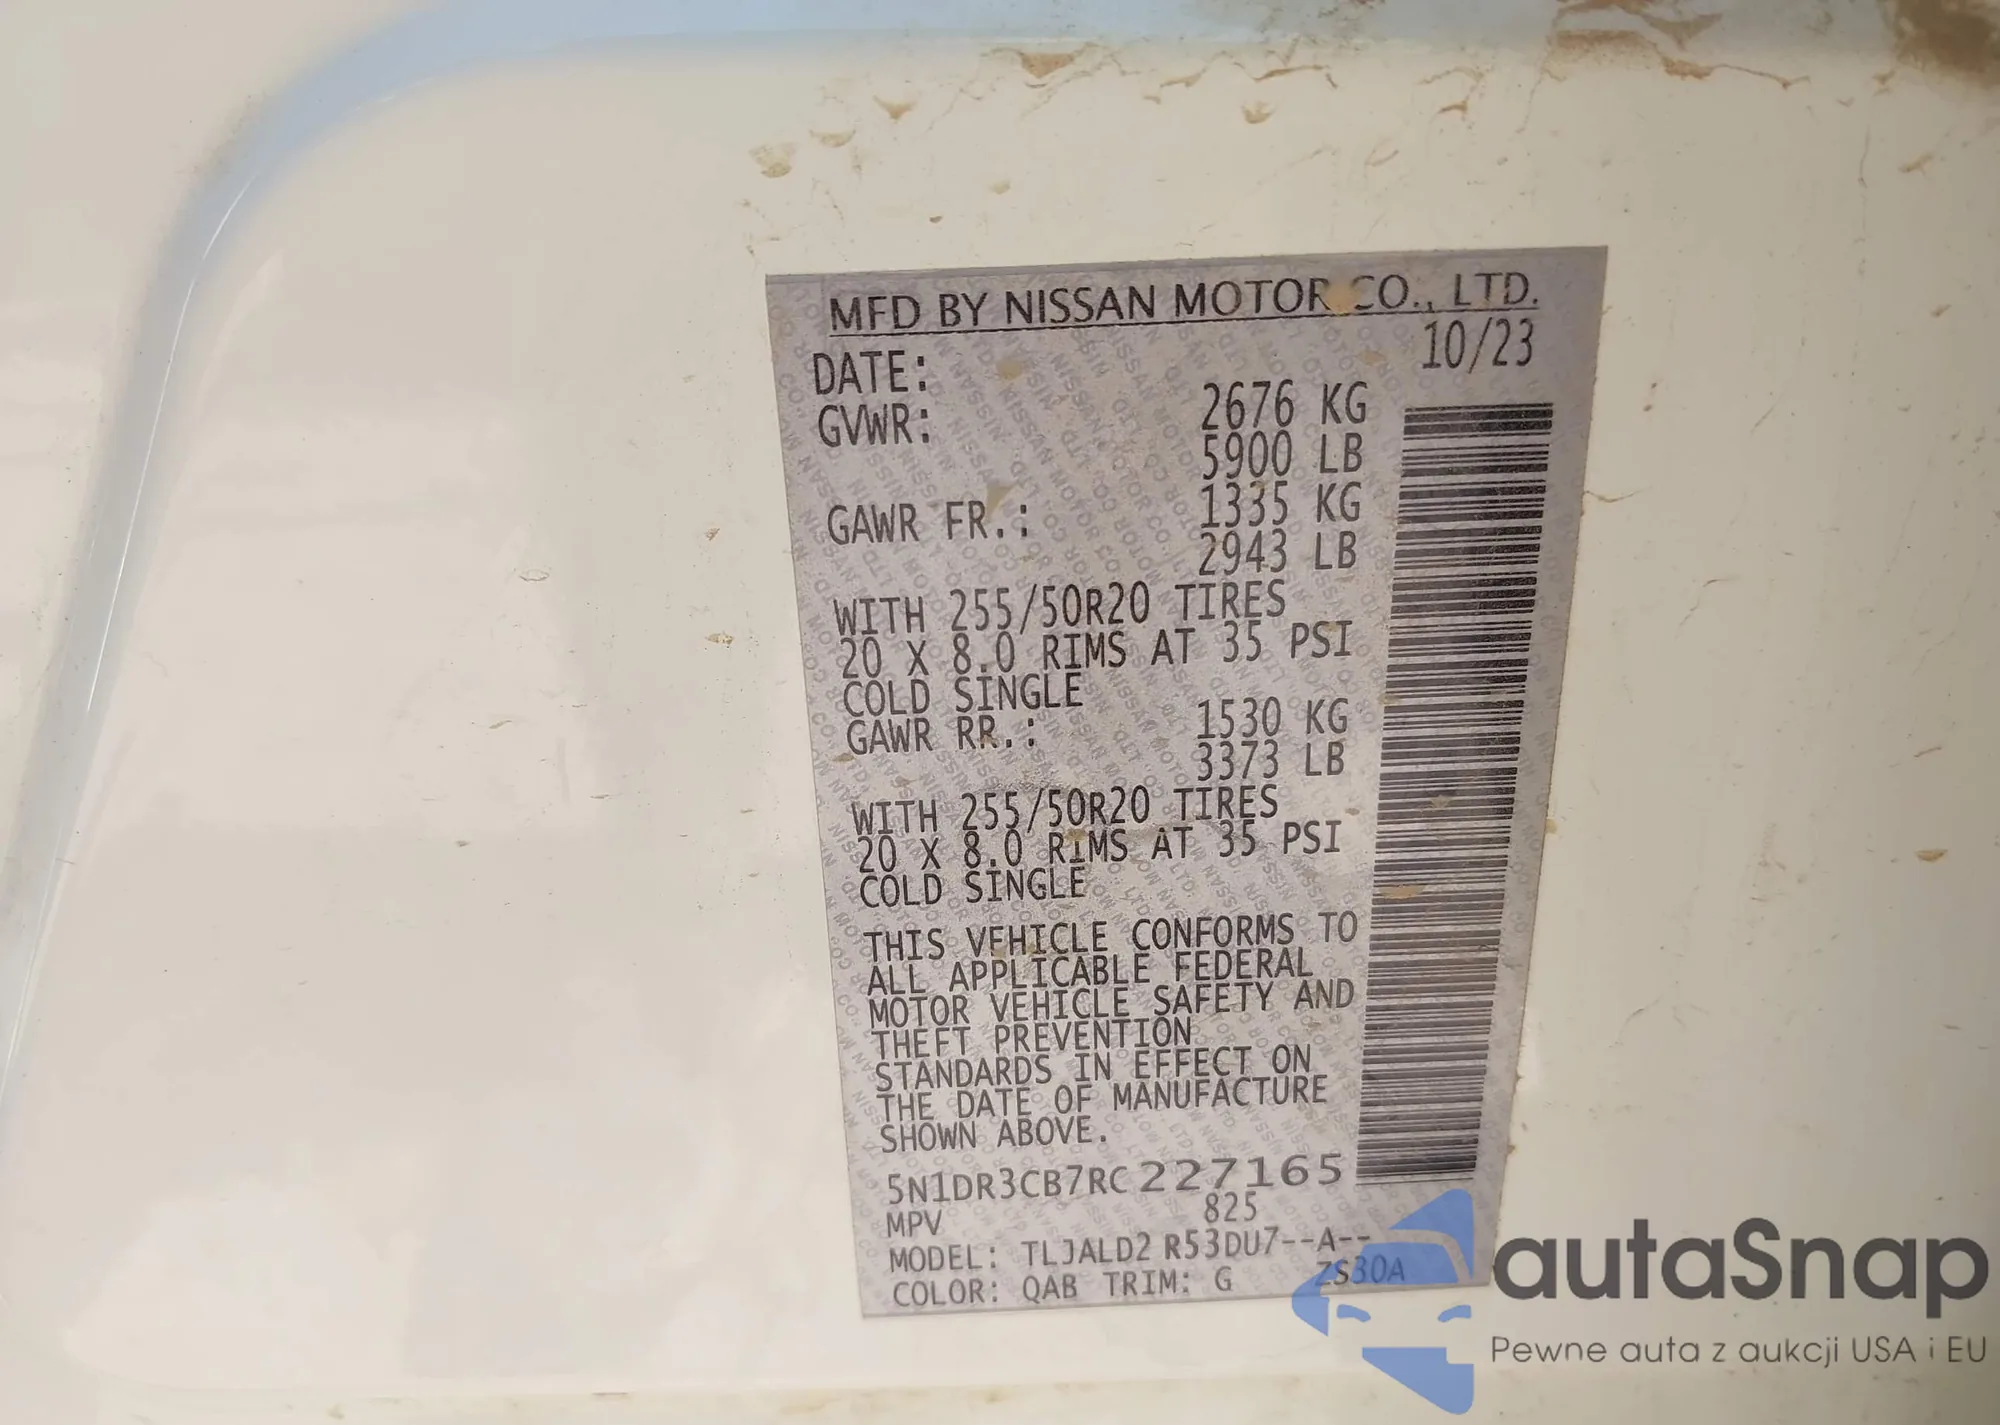 MFD BY NISSAN MOTOR CO., LTD.
DATE: 10/23
GVWR: 2676 KG
5900 LB
GAWR FR.: 1335 KG
2943 LB
WITH 255/50R20 TIRES
20 X 8.0 RIMS AT 35 PSI
COLD SINGLE
GAWR RR.: 1530 KG
3373 LB
WITH 255/50R20 TIRES
20 X 8.0 RIMS AT 35 PSI
COLD SINGLE
THIS VEHICLE CONFORMS TO
ALL APPLICABLE FEDERAL
MOTOR VEHICLE SAFETY AND
THEFT PREVENTION
STANDARDS IN EFFECT ON
THE DATE OF MANUFACTURE
SHOWN ABOVE.
5N1DR3CB7RC227165
MPV 825
MODEL: TLJALD2 R53DU7--A--
COLOR: QAB TRIM: G ZS30A
autaSnap
Pewne auta z aukcji USA i EU